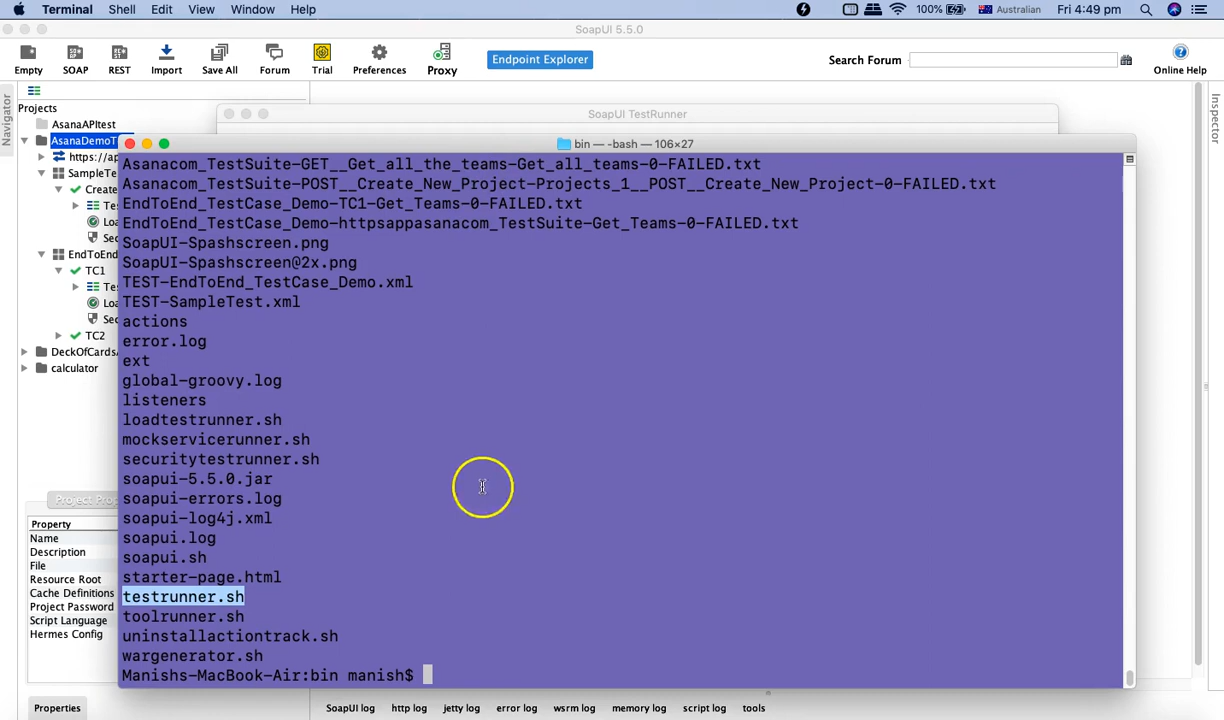 Terminal Shell Edit View Window Help 100% Australian Fri 4:49 pm
SoapUI 5.5.0
Empty SOAP REST Import Save All Forum Trial Preferences Proxy Endpoint Explorer Search Forum Online Help
Navigator
Inspector
Projects
AsanaAPItest
AsanaDemoT
https://ap
SampleTe
Create
Te
Loa
Sec
EndToEnd
TC1
Te
Loa
Sec
TC2
DeckOfCards
calculator
SoapUI TestRunner
bin — -bash — 106×27
Asanacom_TestSuite-GET__Get_all_the_teams-Get_all_teams-0-FAILED.txt
Asanacom_TestSuite-POST__Create_New_Project-Projects_1__POST__Create_New_Project-0-FAILED.txt
EndToEnd_TestCase_Demo-TC1-Get_Teams-0-FAILED.txt
EndToEnd_TestCase_Demo-httpsappasanacom_TestSuite-Get_Teams-0-FAILED.txt
SoapUI-Spashscreen.png
SoapUI-Spashscreen@2x.png
TEST-EndToEnd_TestCase_Demo.xml
TEST-SampleTest.xml
actions
error.log
ext
global-groovy.log
listeners
loadtestrunner.sh
mockservicerunner.sh
securitytestrunner.sh
soapui-5.5.0.jar
soapui-errors.log
soapui-log4j.xml
soapui.log
soapui.sh
starter-page.html
testrunner.sh
toolrunner.sh
uninstallactiontrack.sh
wargenerator.sh
Manishs-MacBook-Air:bin manish$
Project Prope
Property
Name
Description
File
Resource Root
Cache Definitions
Project Password
Script Language
Hermes Config
Properties
SoapUI log http log jetty log error log wsrm log memory log script log tools